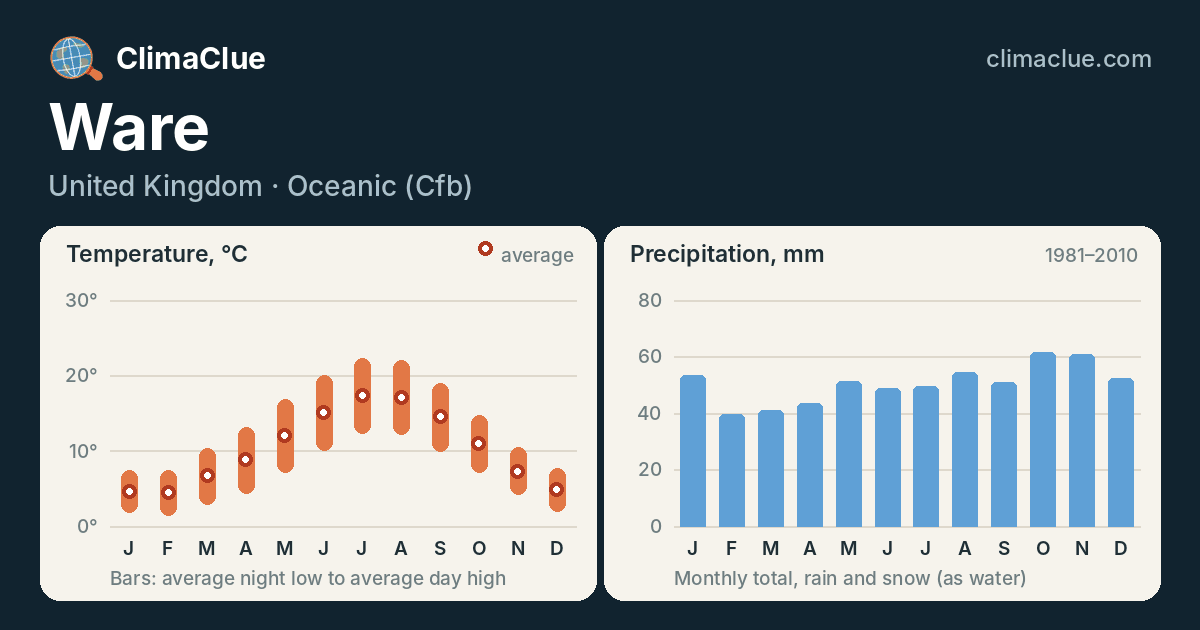 ClimaClue
climaclue.com
Ware
United Kingdom · Oceanic (Cfb)
Temperature, °C
average
30°
20°
10°
0°
J F M A M J J A S O N D
Bars: average night low to average day high
Precipitation, mm
1981–2010
80
60
40
20
0
J F M A M J J A S O N D
Monthly total, rain and snow (as water)